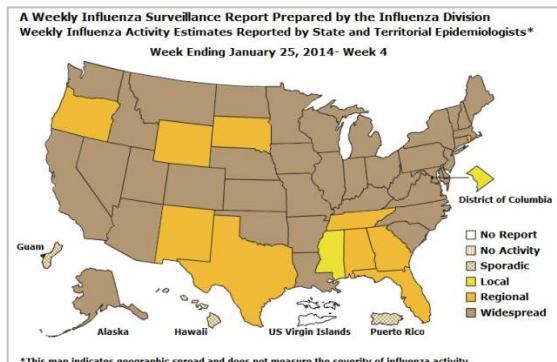 A Weekly Influenza Surveillance Report Prepared by the Influenza Division
Weekly Influenza Activity Estimates Reported by State and Territorial Epidemiologists*
Week Ending January 25, 2014- Week 4
District of Columbia
No Report
No Activity
Sporadic
Local
Regional
Widespread
Guam
Alaska
Hawaii
US Virgin Islands
Puerto Rico
*This map indicates geographic spread and does not measure the severity of influenza activity